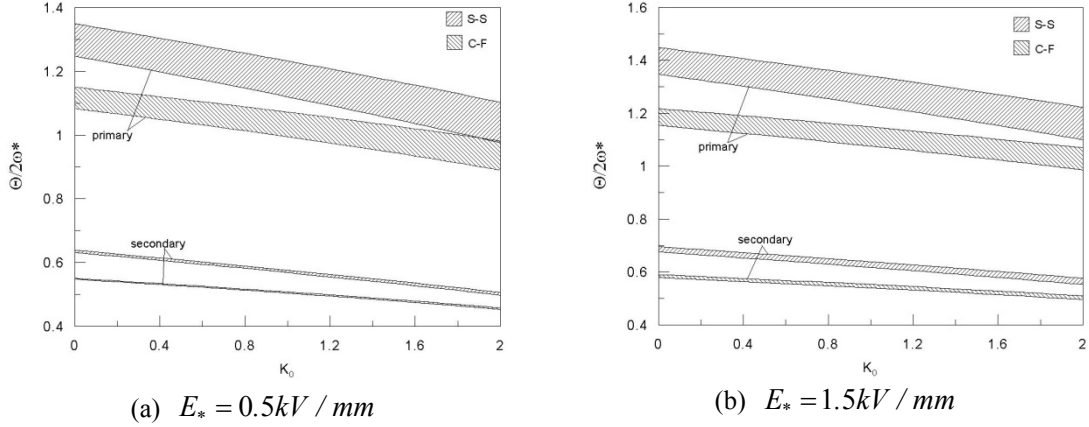 1.4
1.2
1
0.8
0.6
0.4
Θ/2ω*
S-S
C-F
primary
secondary
0 0.4 0.8 1.2 1.6 2
K₀
(a) E* = 0.5kV / mm
1.6
1.4
1.2
1
0.8
0.6
0.4
Θ/2ω*
S-S
C-F
primary
secondary
0 0.4 0.8 1.2 1.6 2
K₀
(b) E* = 1.5kV / mm